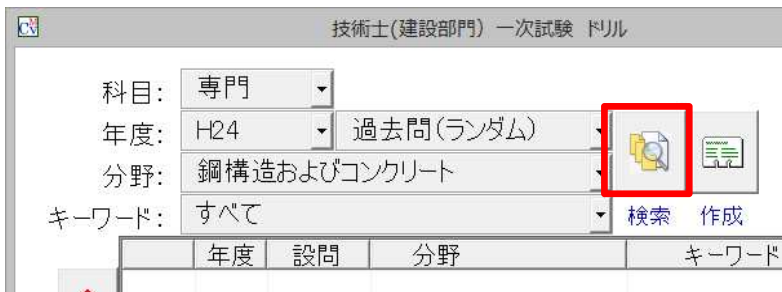 CV 技術士(建設部門) 一次試験 ドリル
科目: 専門
年度: H24 過去問(ランダム)
分野: 鋼構造およびコンクリート
キーワード: すべて
検索 作成
年度 設問 分野 キーワード